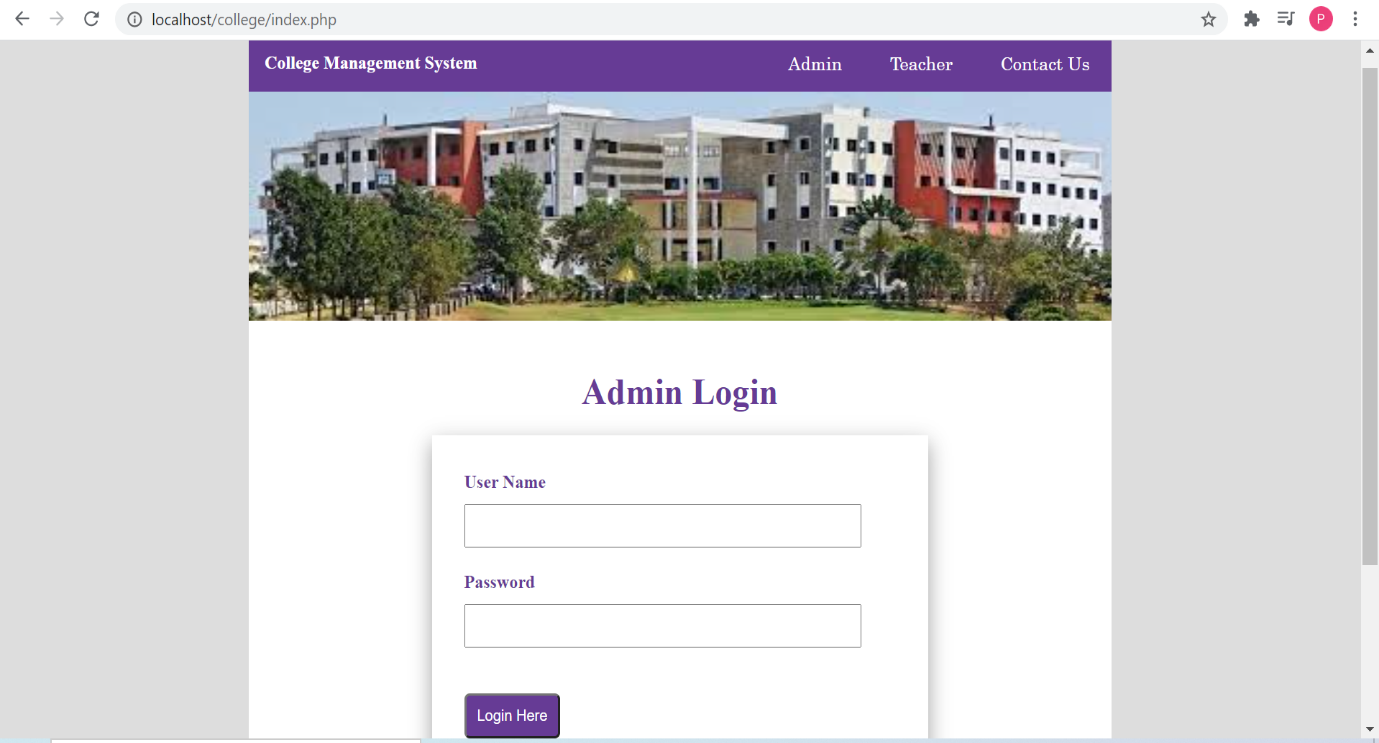 localhost/college/index.php
P
College Management System
Admin
Teacher
Contact Us
Admin Login
User Name
Password
Login Here